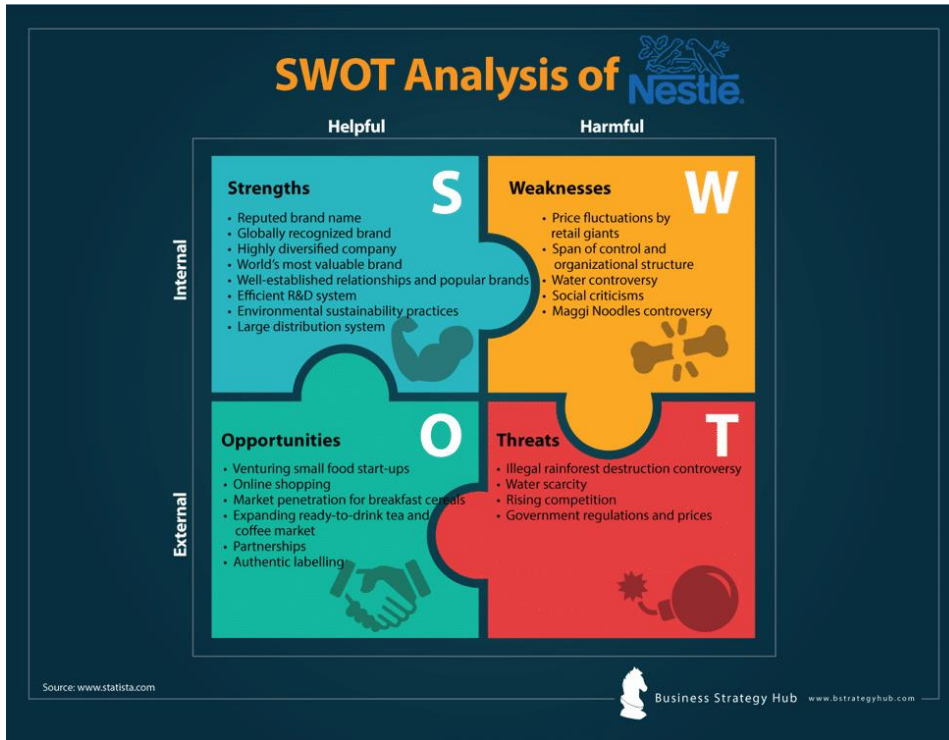 SWOT Analysis of Nestlé
Helpful
Harmful
Internal
External
Strengths
S
• Reputed brand name
• Globally recognized brand
• Highly diversified company
• World's most valuable brand
• Well-established relationships and popular brands
• Efficient R&D system
• Environmental sustainability practices
• Large distribution system
Weaknesses
W
• Price fluctuations by
retail giants
• Span of control and
organizational structure
• Water controversy
• Social criticisms
• Maggi Noodles controversy
Opportunities
O
• Venturing small food start-ups
• Online shopping
• Market penetration for breakfast cereals
• Expanding ready-to-drink tea and
coffee market
• Partnerships
• Authentic labelling
Threats
T
• Illegal rainforest destruction controversy
• Water scarcity
• Rising competition
• Government regulations and prices
Source: www.statista.com
Business Strategy Hub www.bstrategyhub.com